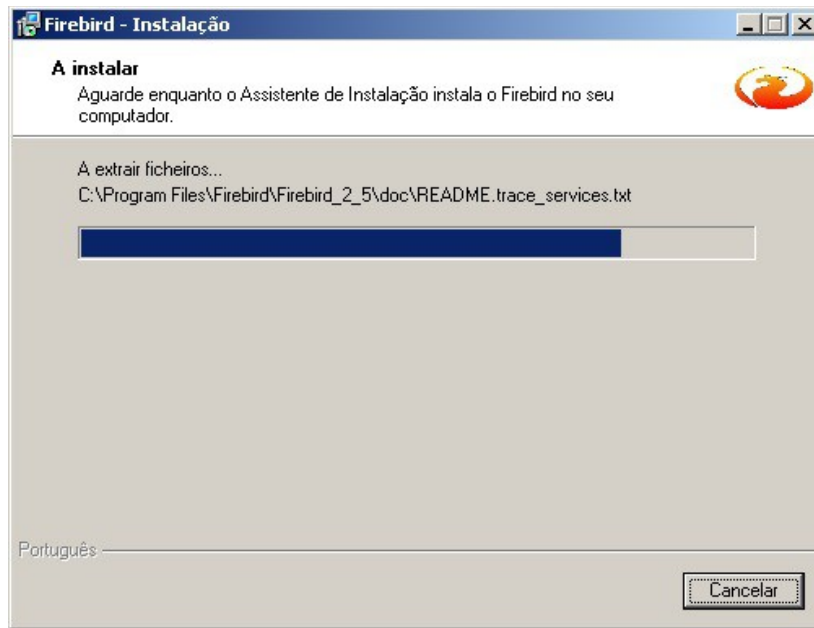 Firebird - Instalação
A instalar
Aguarde enquanto o Assistente de Instalação instala o Firebird no seu
computador.
A extrair ficheiros...
C:\Program Files\Firebird\Firebird_2_5\doc\README.trace_services.txt
Português
Cancelar